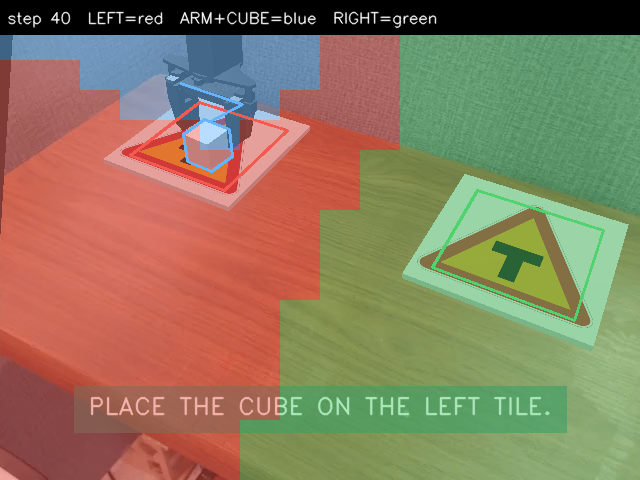 step 40 LEFT=red ARM+CUBE=blue RIGHT=green
PLACE THE CUBE ON THE LEFT TILE.